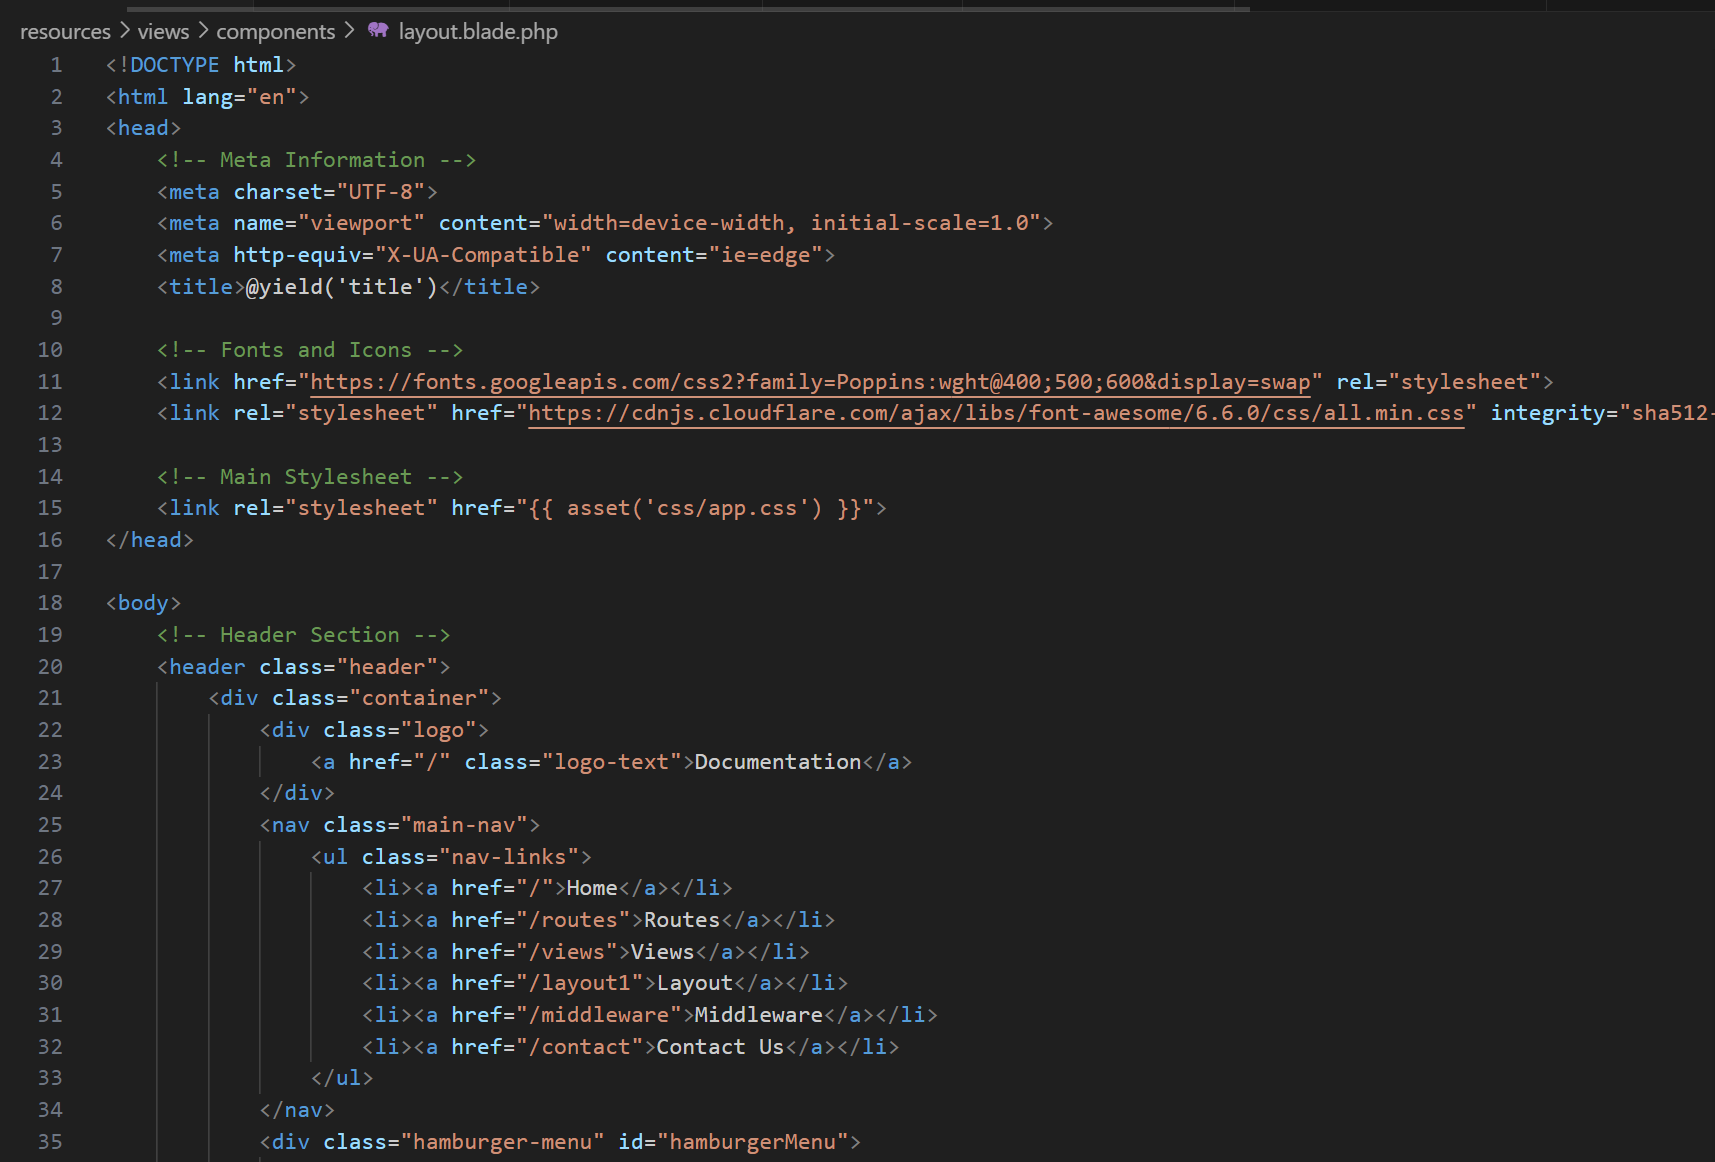 resources > views > components > layout.blade.php
1 <!DOCTYPE html>
2 <html lang="en">
3 <head>
4     <!-- Meta Information -->
5     <meta charset="UTF-8">
6     <meta name="viewport" content="width=device-width, initial-scale=1.0">
7     <meta http-equiv="X-UA-Compatible" content="ie=edge">
8     <title>@yield('title')</title>
9
10     <!-- Fonts and Icons -->
11     <link href="https://fonts.googleapis.com/css2?family=Poppins:wght@400;500;600&display=swap" rel="stylesheet">
12     <link rel="stylesheet" href="https://cdnjs.cloudflare.com/ajax/libs/font-awesome/6.6.0/css/all.min.css" integrity="sha512-
13
14     <!-- Main Stylesheet -->
15     <link rel="stylesheet" href="{{ asset('css/app.css') }}">
16 </head>
17
18 <body>
19     <!-- Header Section -->
20     <header class="header">
21         <div class="container">
22             <div class="logo">
23                 <a href="/" class="logo-text">Documentation</a>
24             </div>
25             <nav class="main-nav">
26                 <ul class="nav-links">
27                     <li><a href="/">Home</a></li>
28                     <li><a href="/routes">Routes</a></li>
29                     <li><a href="/views">Views</a></li>
30                     <li><a href="/layout1">Layout</a></li>
31                     <li><a href="/middleware">Middleware</a></li>
32                     <li><a href="/contact">Contact Us</a></li>
33                 </ul>
34             </nav>
35             <div class="hamburger-menu" id="hamburgerMenu">